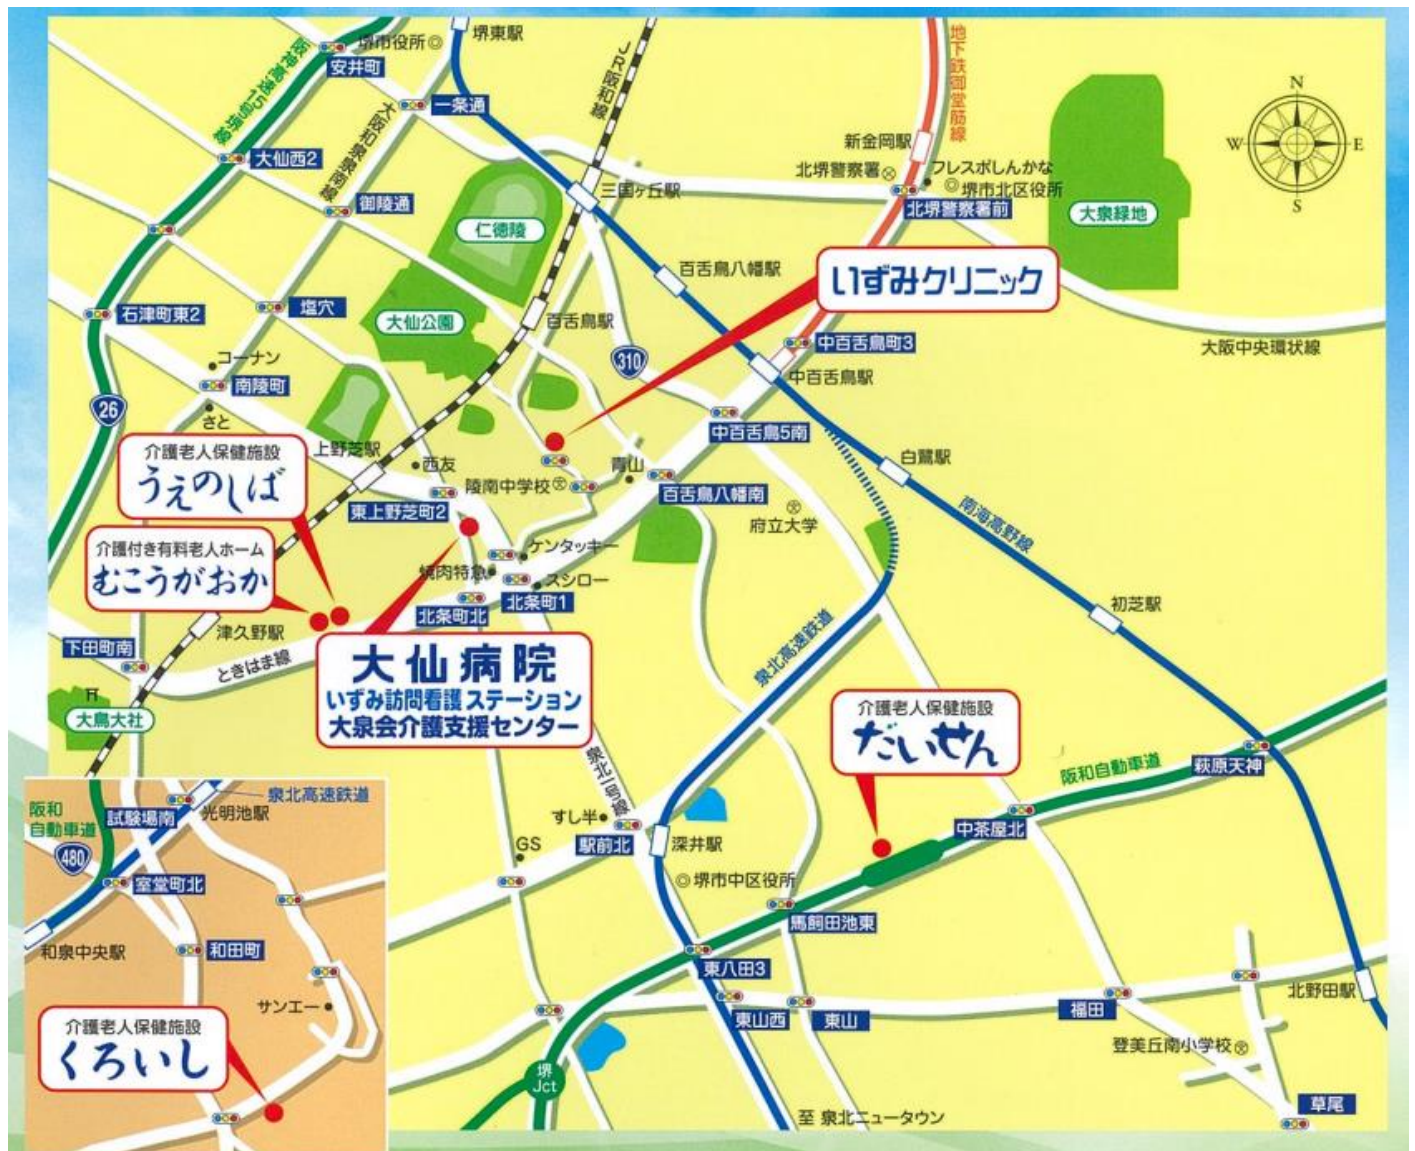 堺市役所
堺東駅
安井町
阪神高速15号堺線
大阪和泉泉南線
一条通
JR阪和線
地下鉄御堂筋線
大仙西2
御陵通
新金岡駅
北堺警察署
フレスポしんかな
堺市北区役所
北堺警察署前
三国ヶ丘駅
仁徳陵
大泉緑地
N
W
E
S
百舌鳥八幡駅
いずみクリニック
石津町東2
塩穴
大仙公園
百舌鳥駅
310
中百舌鳥町3
大阪中央環状線
コーナン
南陵町
中百舌鳥駅
26
さと
中百舌鳥5南
介護老人保健施設
うえのしば
上野芝駅
西友
陵南中学校
青山
白鷺駅
百舌鳥八幡南
東上野芝町2
府立大学
南海高野線
介護付き有料老人ホーム
むこうがおか
ケンタッキー
焼肉特急
スシロー
北条町北
北条町1
初芝駅
津久野駅
下田町南
ときはま線
泉北高速鉄道
大仙病院
いずみ訪問看護ステーション
大泉会介護支援センター
大鳥大社
介護老人保健施設
だいせん
泉北1号線
阪和自動車道
萩原天神
泉北高速鉄道
阪和
自動車道
試験場南
光明池駅
すし半
駅前北
深井駅
中茶屋北
480
GS
室堂町北
堺市中区役所
馬飼田池東
和泉中央駅
和田町
東八田3
北野田駅
サンエー
東山西
東山
福田
介護老人保健施設
くろいし
登美丘南小学校
堺
Jct
草尾
至 泉北ニュータウン